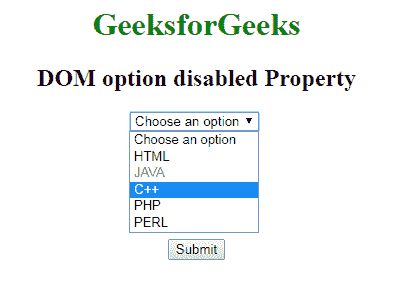 GeeksforGeeks
DOM option disabled Property
Choose an option
Choose an option
HTML
JAVA
C++
PHP
PERL
Submit